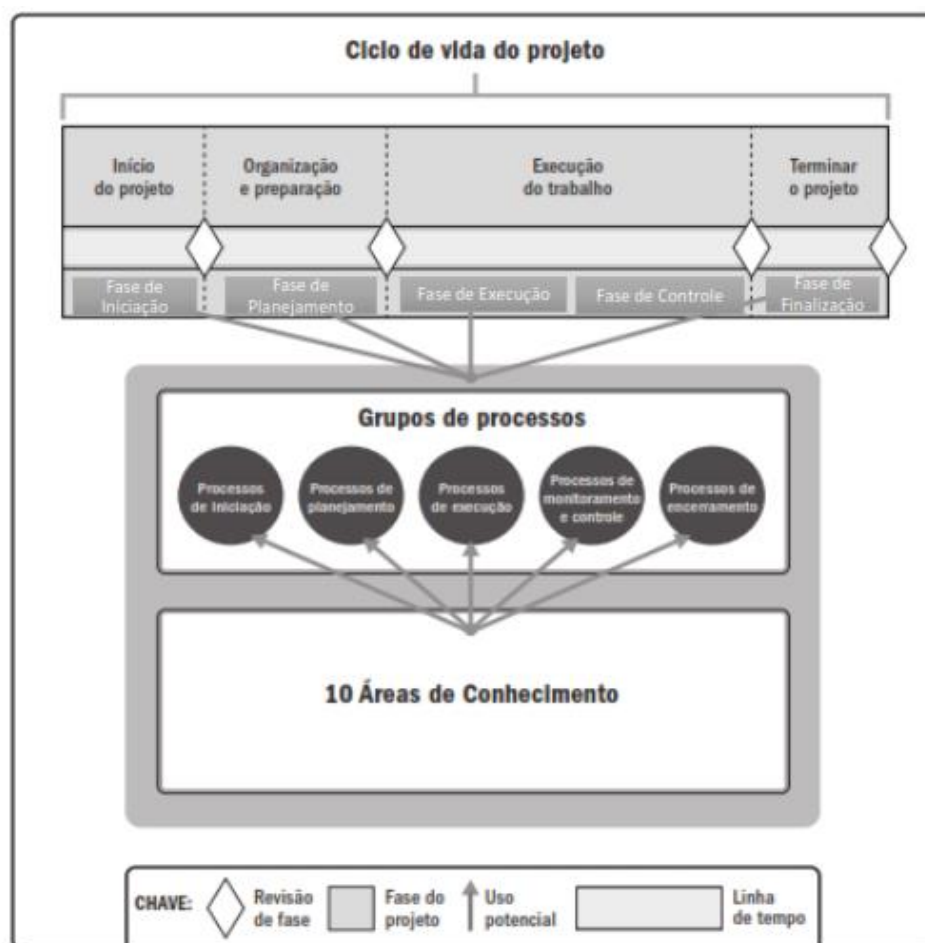 Ciclo de vida do projeto
Início
do projeto
Organização
e preparação
Execução
do trabalho
Terminar
o projeto
Fase de
Iniciação
Fase de
Planejamento
Fase de Execução
Fase de Controle
Fase de
Finalização
Grupos de processos
Processos
de iniciação
Processos de
planejamento
Processos
de execução
Processos de
monitoramento
e controle
Processos de
encerramento
10 Áreas de Conhecimento
CHAVE:
Revisão
de fase
Fase do
projeto
Uso
potencial
Linha
de tempo